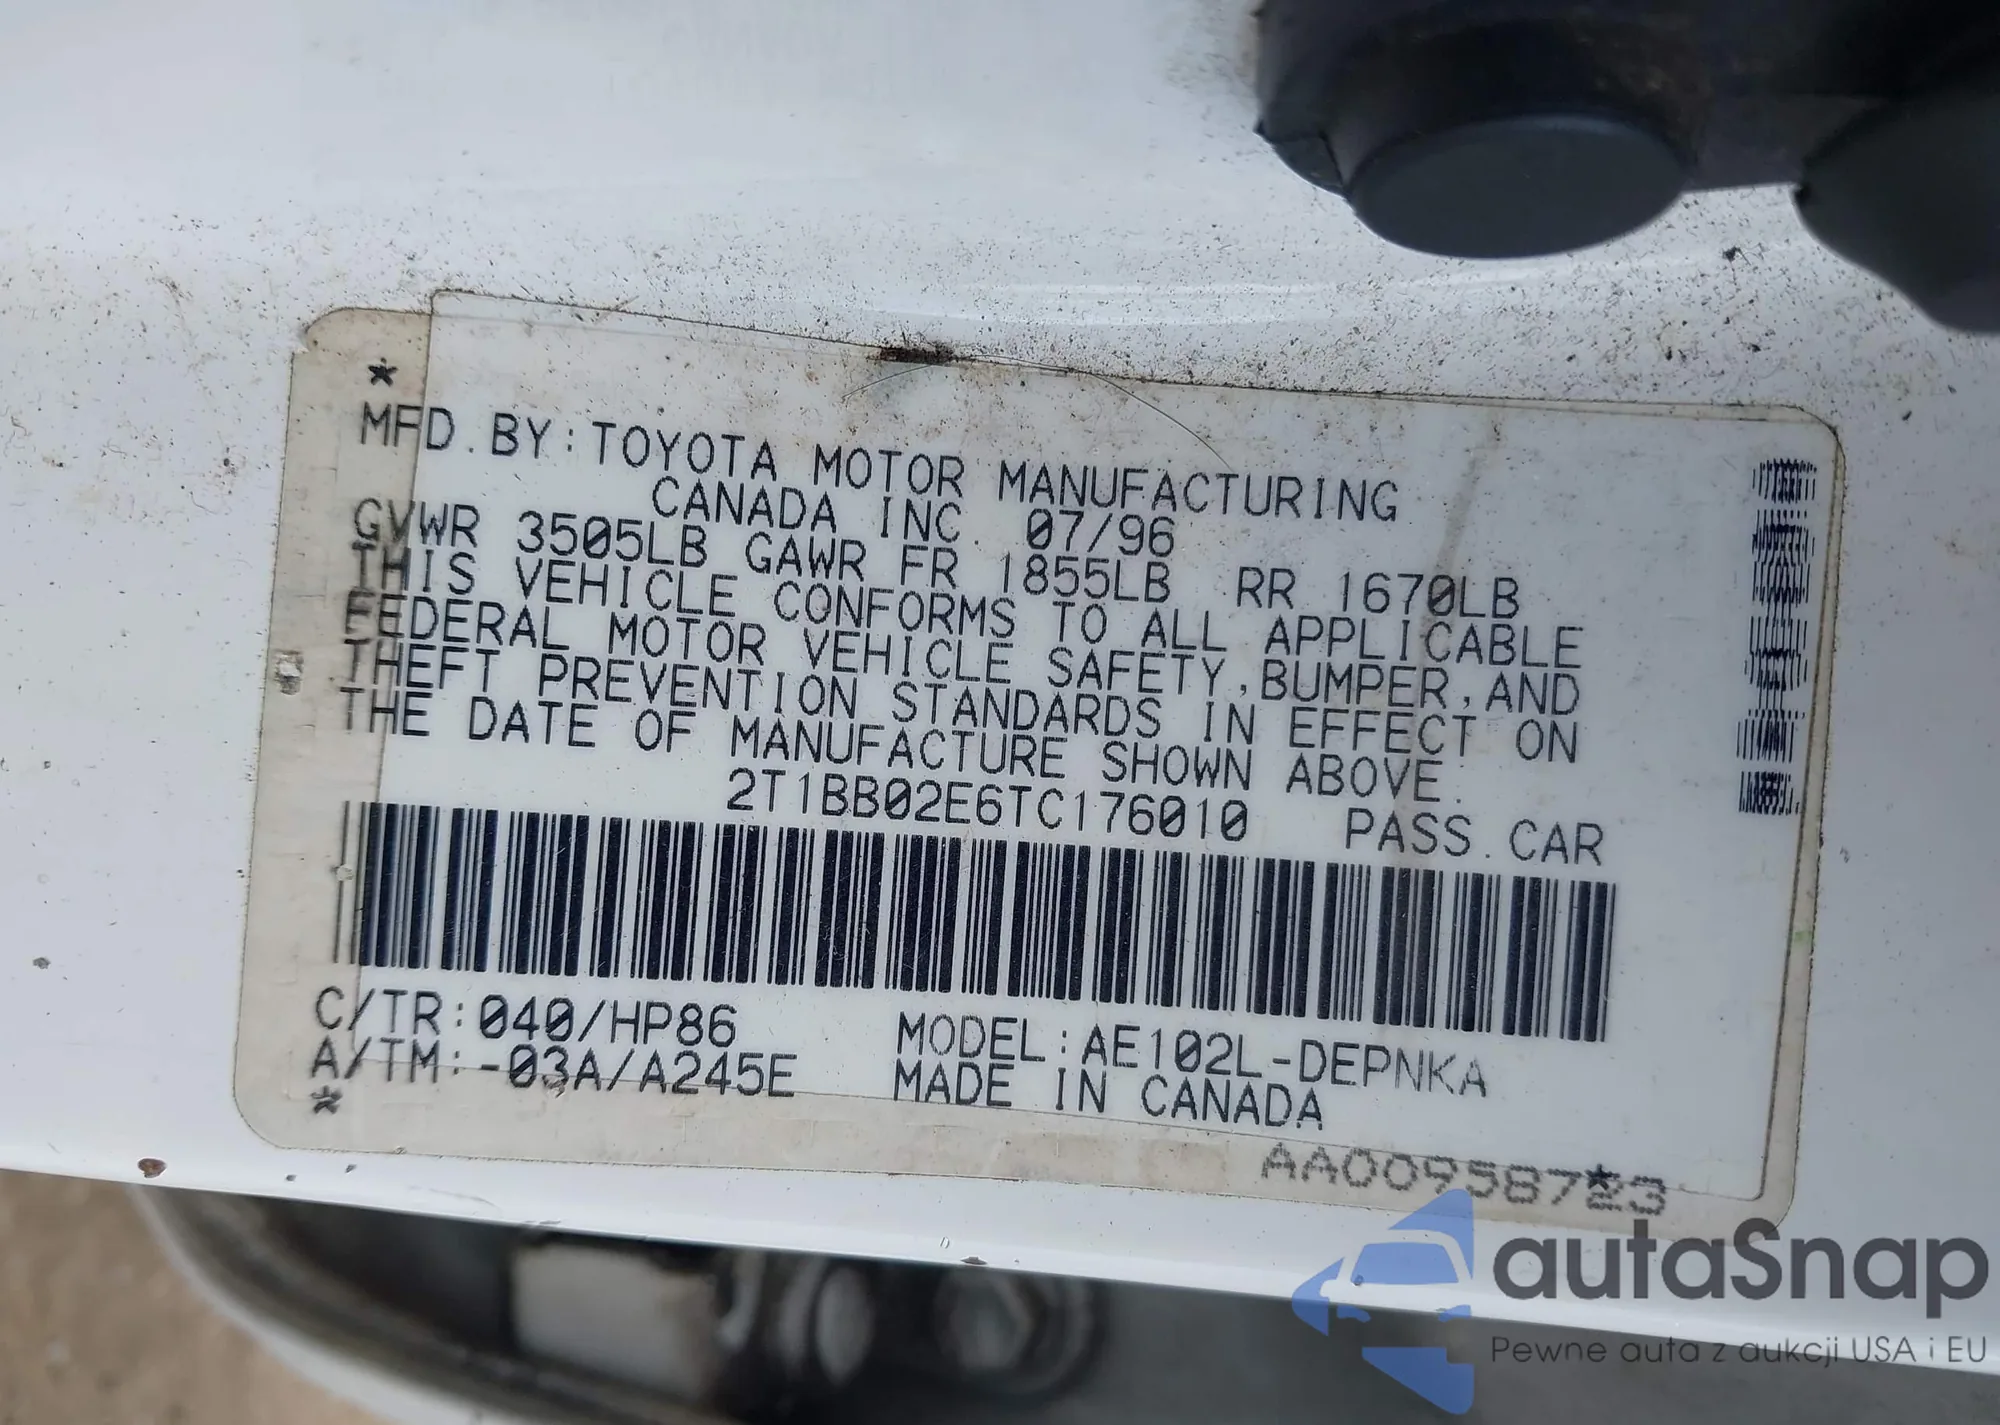 *
MFD.BY:TOYOTA MOTOR MANUFACTURING
CANADA INC. 07/96
GVWR 3505LB GAWR FR 1855LB RR 1670LB
THIS VEHICLE CONFORMS TO ALL APPLICABLE
FEDERAL MOTOR VEHICLE SAFETY,BUMPER,AND
THEFT PREVENTION STANDARDS IN EFFECT ON
THE DATE OF MANUFACTURE SHOWN ABOVE.
2T1BB02E6TC176010 PASS.CAR
C/TR:040/HP86 MODEL:AE102L-DEPNKA
A/TM:-03A/A245E MADE IN CANADA
*
AA00958723
*
autaSnap
Pewne auta z aukcji USA i EU